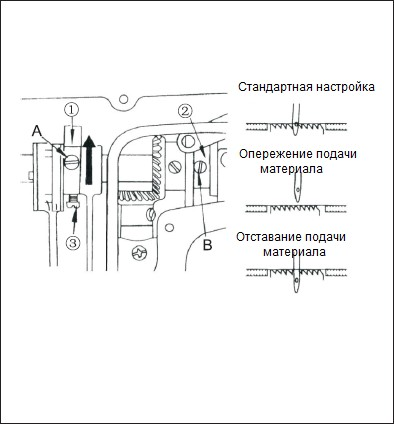 ①
②
A
③
B
Стандартная настройка
Опережение подачи
материала
Отставание подачи
материала